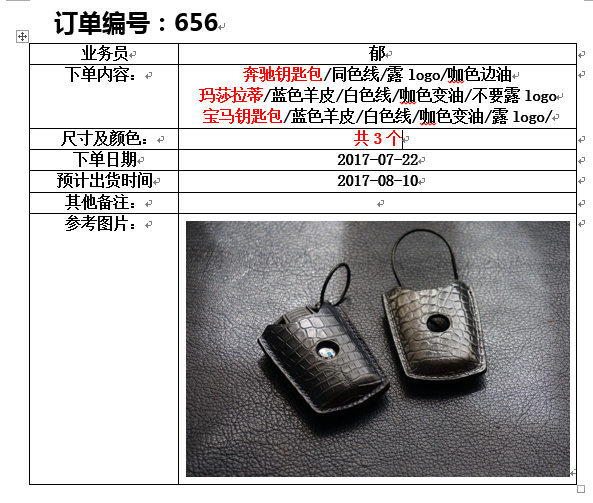 订单编号：656
业务员 郁
下单内容： 奔驰钥匙包/同色线/露 logo/咖色边油
玛莎拉蒂/蓝色羊皮/白色线/咖色变油/不要露 logo
宝马钥匙包/蓝色羊皮/白色线/咖色变油/露 logo/
尺寸及颜色： 共 3 个
下单日期 2017-07-22
预计出货时间 2017-08-10
其他备注：
参考图片：